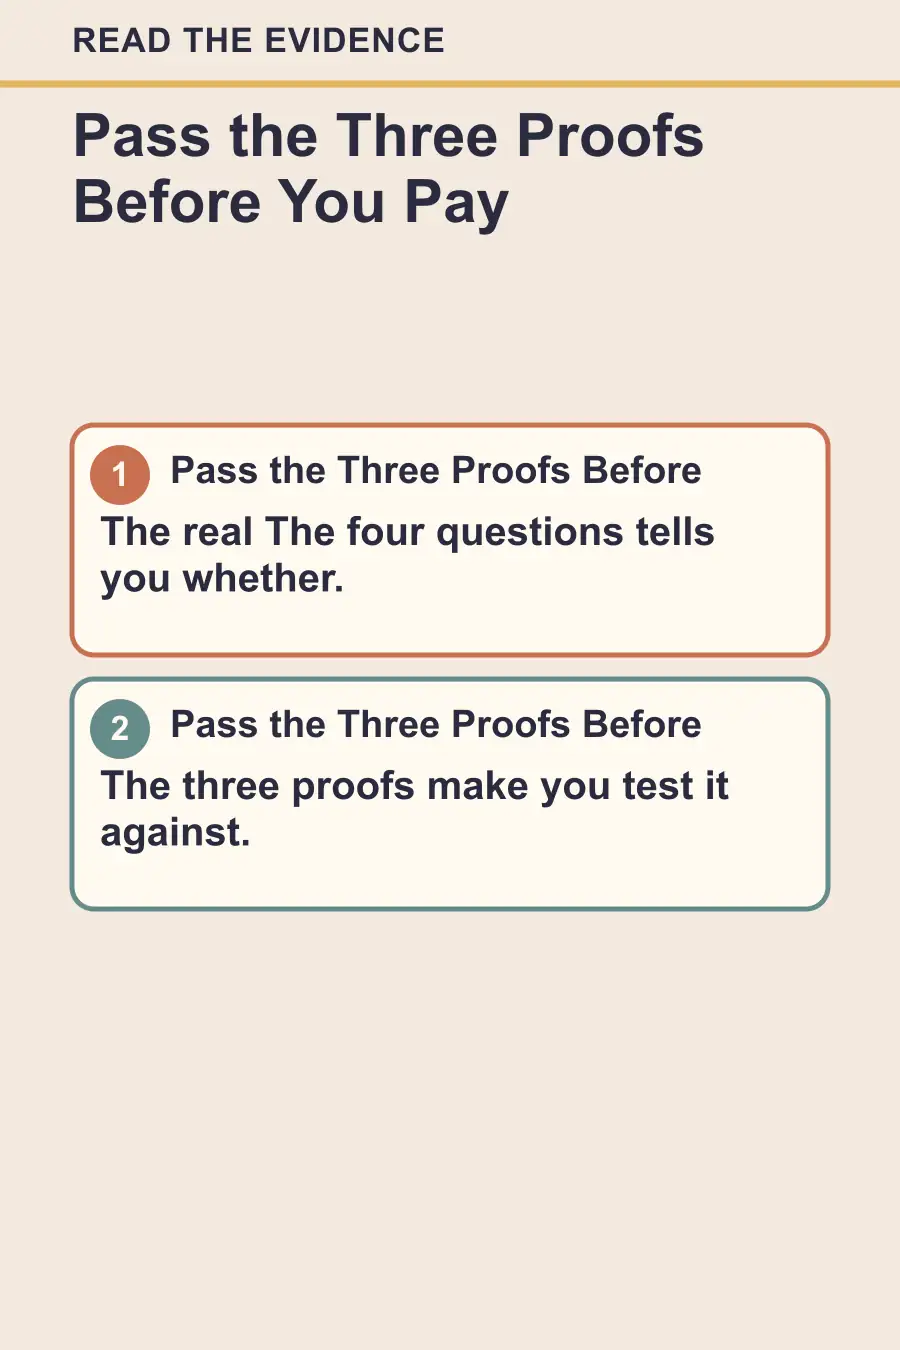 READ THE EVIDENCE
Pass the Three Proofs
Before You Pay
1
Pass the Three Proofs Before
The real The four questions tells
you whether.
2
Pass the Three Proofs Before
The three proofs make you test it
against.